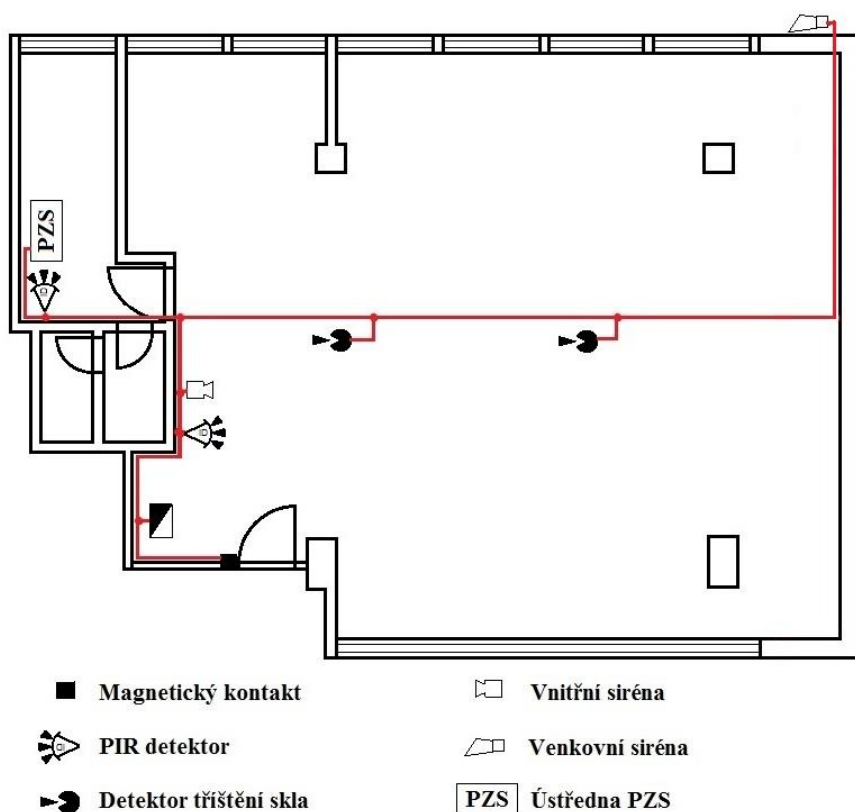 PZS
Magnetický kontakt
Vnitřní siréna
PIR detektor
Venkovní siréna
Detektor tříštění skla
PZS Ústředna PZS